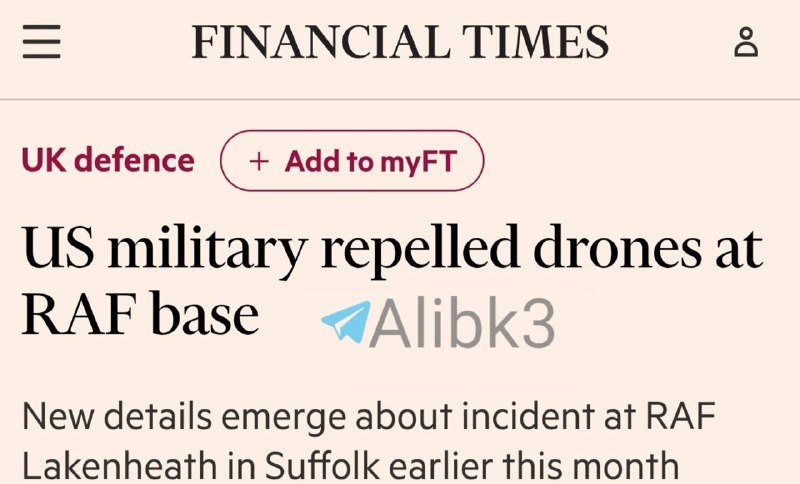 FINANCIAL TIMES
UK defence + Add to myFT
US military repelled drones at
RAF base
Alibk3
New details emerge about incident at RAF
Lakenheath in Suffolk earlier this month